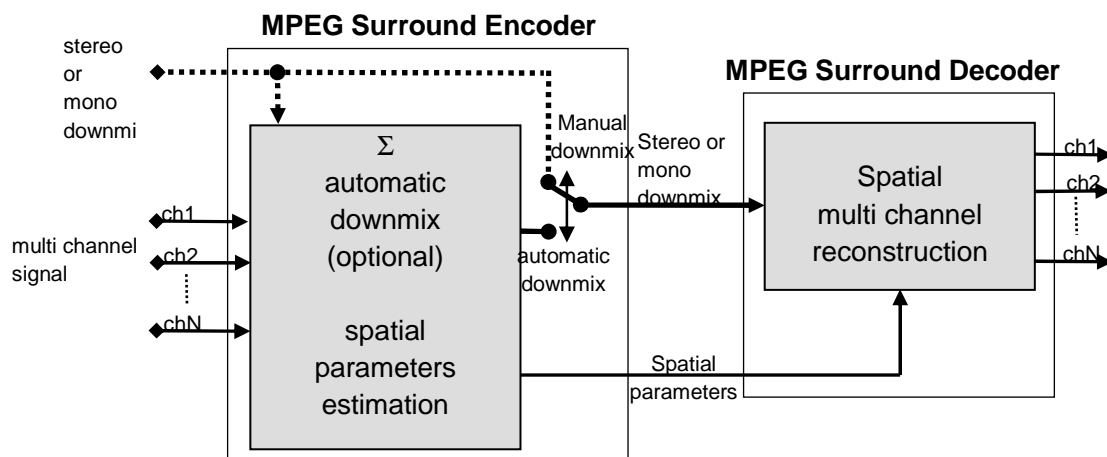 MPEG Surround Encoder
stereo
or
mono
downmi
MPEG Surround Decoder
Σ
automatic
downmix
(optional)
spatial
parameters
estimation
multi channel
signal
ch1
ch2
chN
Manual
downmix
automatic
downmix
Stereo or
mono
downmix
Spatial
parameters
Spatial
multi channel
reconstruction
ch1
ch2
chN